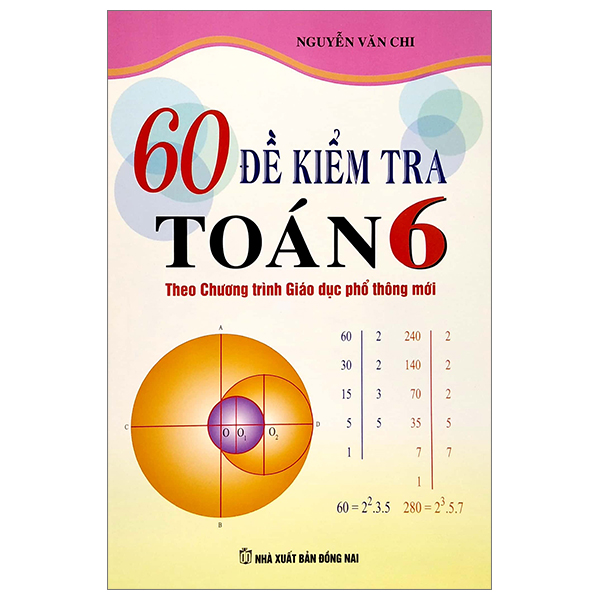 NGUYỄN VĂN CHI
60 ĐỀ KIỂM TRA
TOÁN 6
Theo Chương trình Giáo dục phổ thông mới
A
C
O
O1
O2
D
B
60 2
30 2
15 3
5 5
1
60 = 2².3.5
240 2
140 2
70 2
35 5
7 7
1
280 = 2³.5.7
NHÀ XUẤT BẢN ĐỒNG NAI